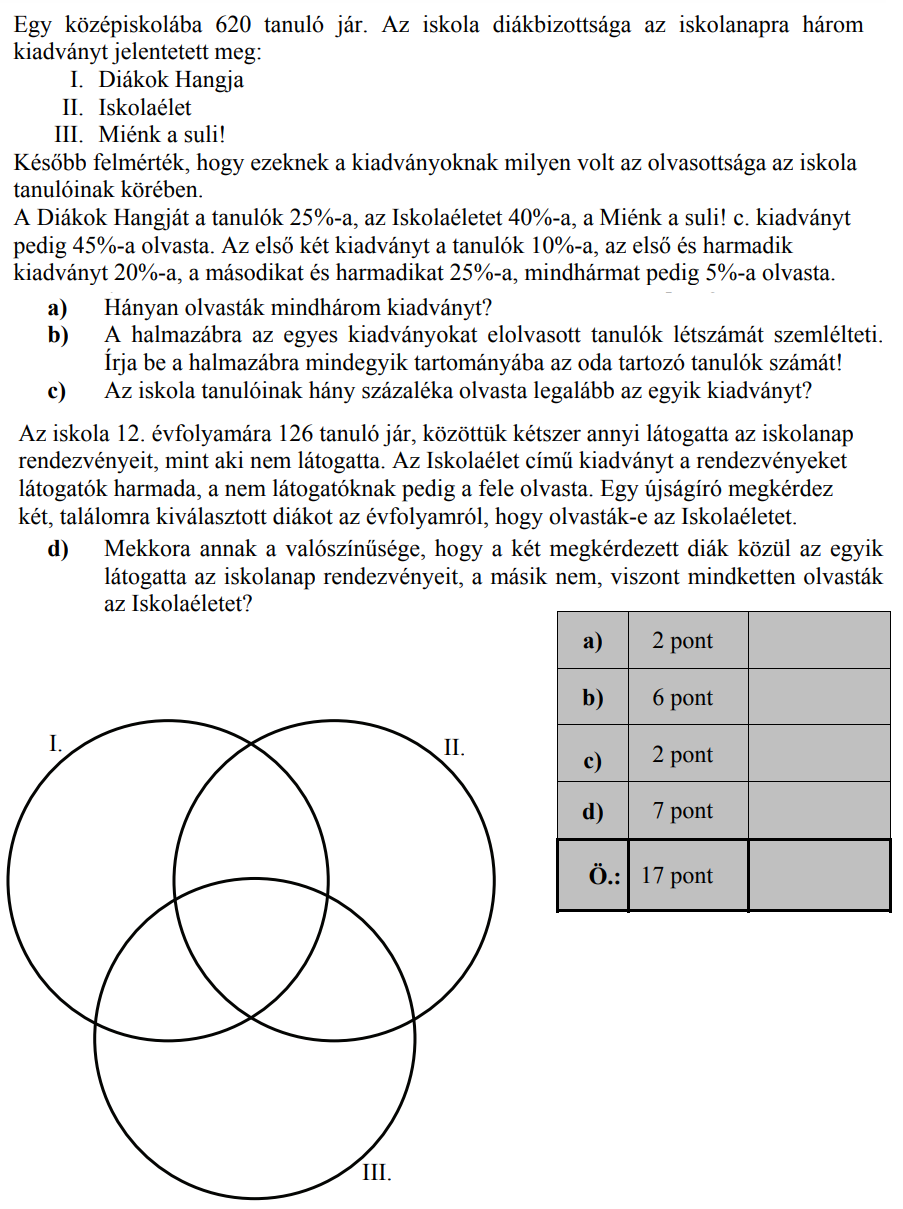 Egy középiskolába 620 tanuló jár. Az iskola diákbizottsága az iskolanapra három
kiadványt jelentetett meg:
I. Diákok Hangja
II. Iskolaélet
III. Miénk a suli!
Később felmérték, hogy ezeknek a kiadványoknak milyen volt az olvasottsága az iskola
tanulóinak körében.
A Diákok Hangját a tanulók 25%-a, az Iskolaéletet 40%-a, a Miénk a suli! c. kiadványt
pedig 45%-a olvasta. Az első két kiadványt a tanulók 10%-a, az első és harmadik
kiadványt 20%-a, a másodikat és harmadikat 25%-a, mindhármat pedig 5%-a olvasta.
a) Hányan olvasták mindhárom kiadványt?
b) A halmazábra az egyes kiadványokat elolvasott tanulók létszámát szemlélteti.
Írja be a halmazábra mindegyik tartományába az oda tartozó tanulók számát!
c) Az iskola tanulóinak hány százaléka olvasta legalább az egyik kiadványt?
Az iskola 12. évfolyamára 126 tanuló jár, közöttük kétszer annyi látogatta az iskolanap
rendezvényeit, mint aki nem látogatta. Az Iskolaélet című kiadványt a rendezvényeket
látogatók harmada, a nem látogatóknak pedig a fele olvasta. Egy újságíró megkérdez
két, találomra kiválasztott diákot az évfolyamról, hogy olvasták-e az Iskolaéletet.
d) Mekkora annak a valószínűsége, hogy a két megkérdezett diák közül az egyik
látogatta az iskolanap rendezvényeit, a másik nem, viszont mindketten olvasták
az Iskolaéletet?
a) 2 pont
b) 6 pont
c) 2 pont
d) 7 pont
Ö.: 17 pont
I.
II.
III.